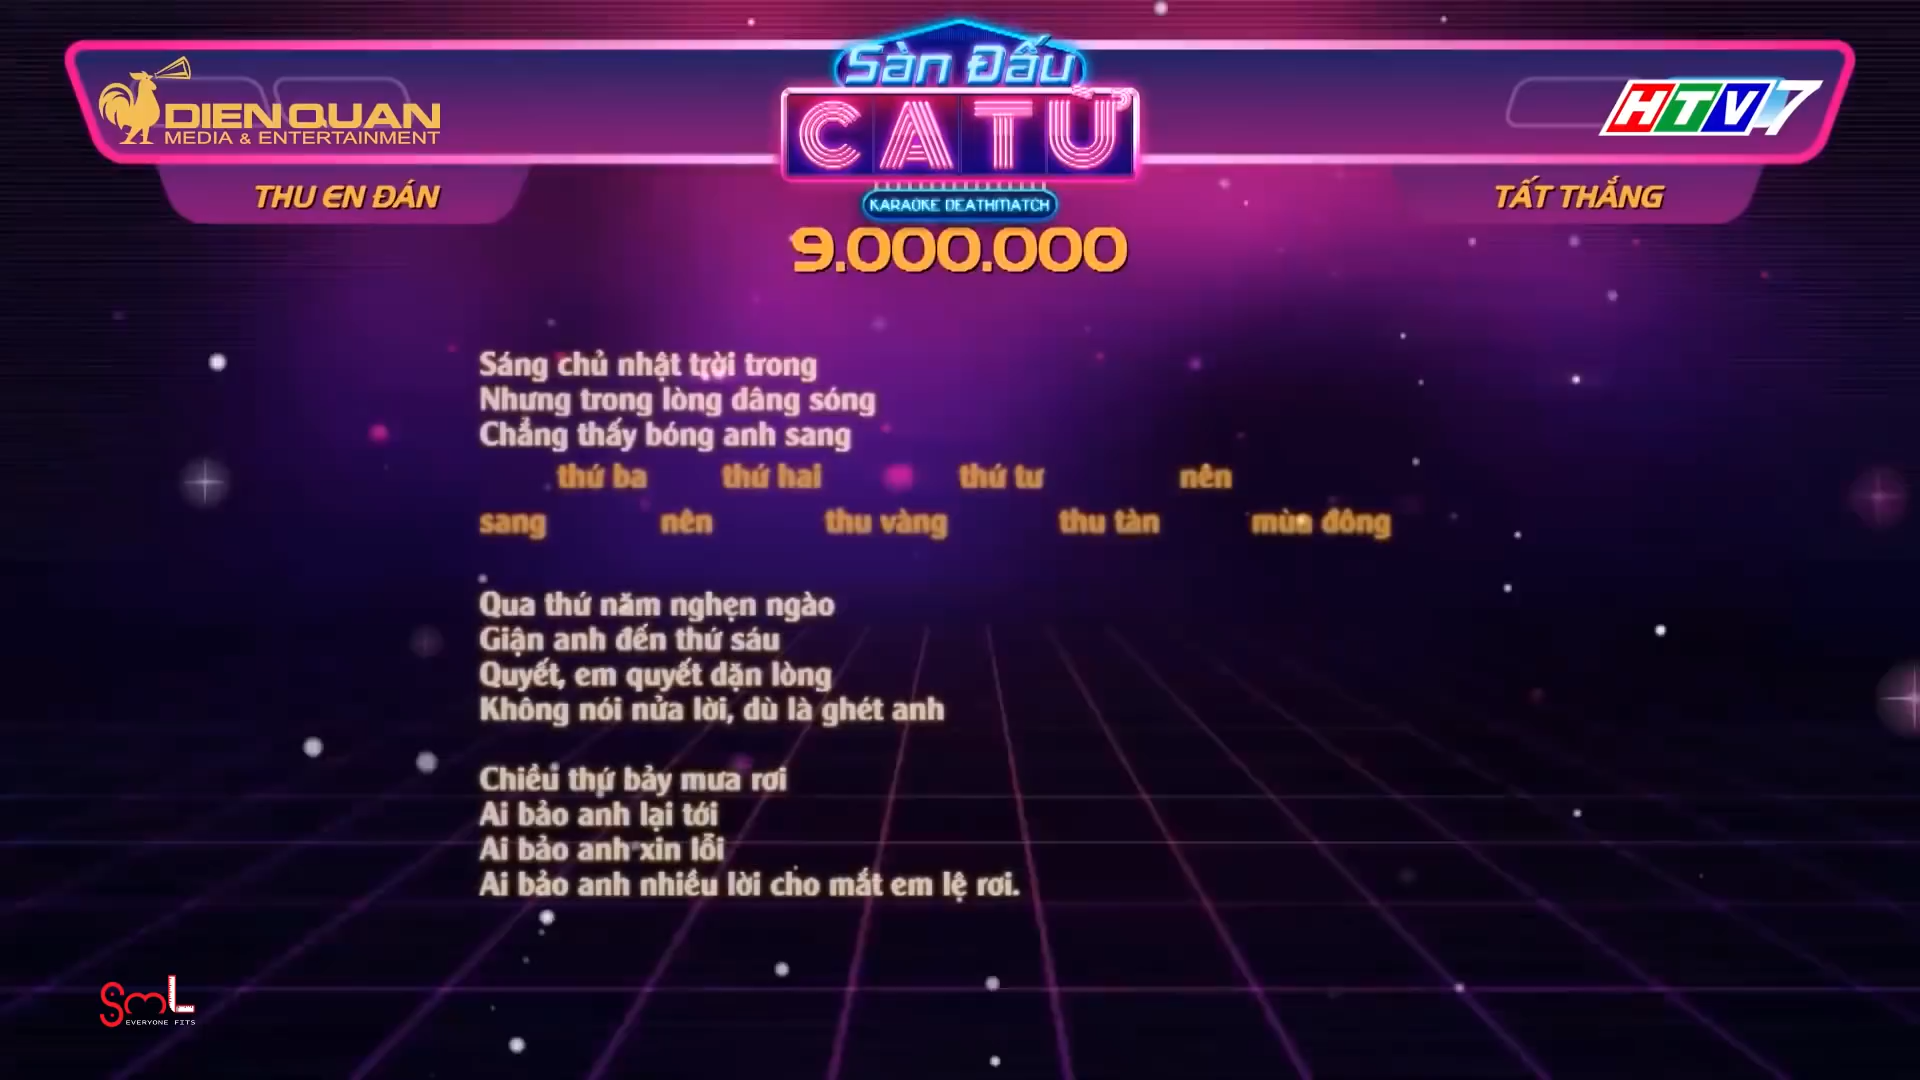 Sàn Đấu
DIEN QUAN
MEDIA & ENTERTAINMENT
CA TỪ
HTV7
THU EN ĐÁN
KARAOKE DEATHMATCH
TẤT THẮNG
9.000.000
Sáng chủ nhật trời trong
Nhưng trong lòng dâng sóng
Chẳng thấy bóng anh sang
thứ ba thứ hai thứ tư nên
sang nên thu vàng thu tàn mùa đông
Qua thứ năm nghẹn ngào
Giận anh đến thứ sáu
Quyết, em quyết dặn lòng
Không nói nửa lời, dù là ghét anh
Chiều thứ bảy mưa rơi
Ai bảo anh lại tới
Ai bảo anh xin lỗi
Ai bảo anh nhiều lời cho mắt em lệ rơi.
SML
EVERYONE FITS